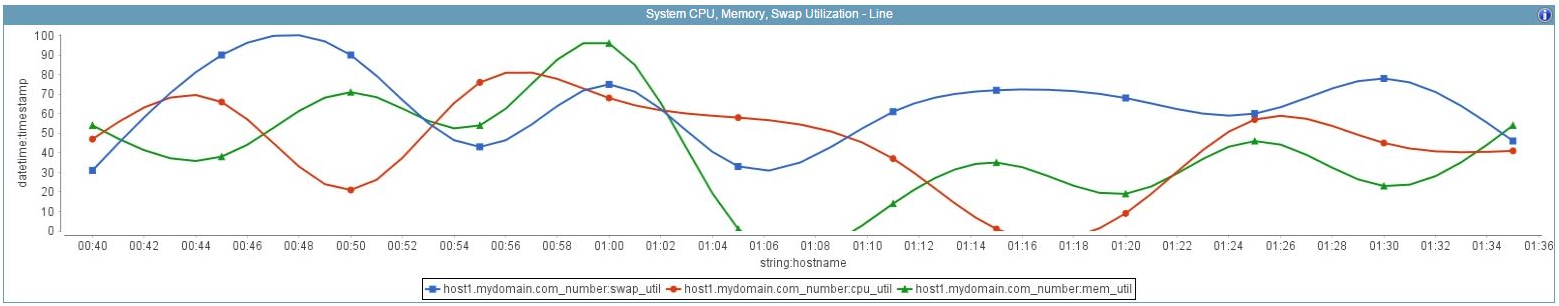 System CPU, Memory, Swap Utilization - Line
datetime:timestamp
100
90
80
70
60
50
40
30
20
10
0
00:40 00:42 00:44 00:46 00:48 00:50 00:52 00:54 00:56 00:58 01:00 01:02 01:04 01:06 01:08 01:10 01:12 01:14 01:16 01:18 01:20 01:22 01:24 01:26 01:28 01:30 01:32 01:34 01:36
string:hostname
host1.mydomain.com_number:swap_util host1.mydomain.com_number:cpu_util host1.mydomain.com_number:mem_util